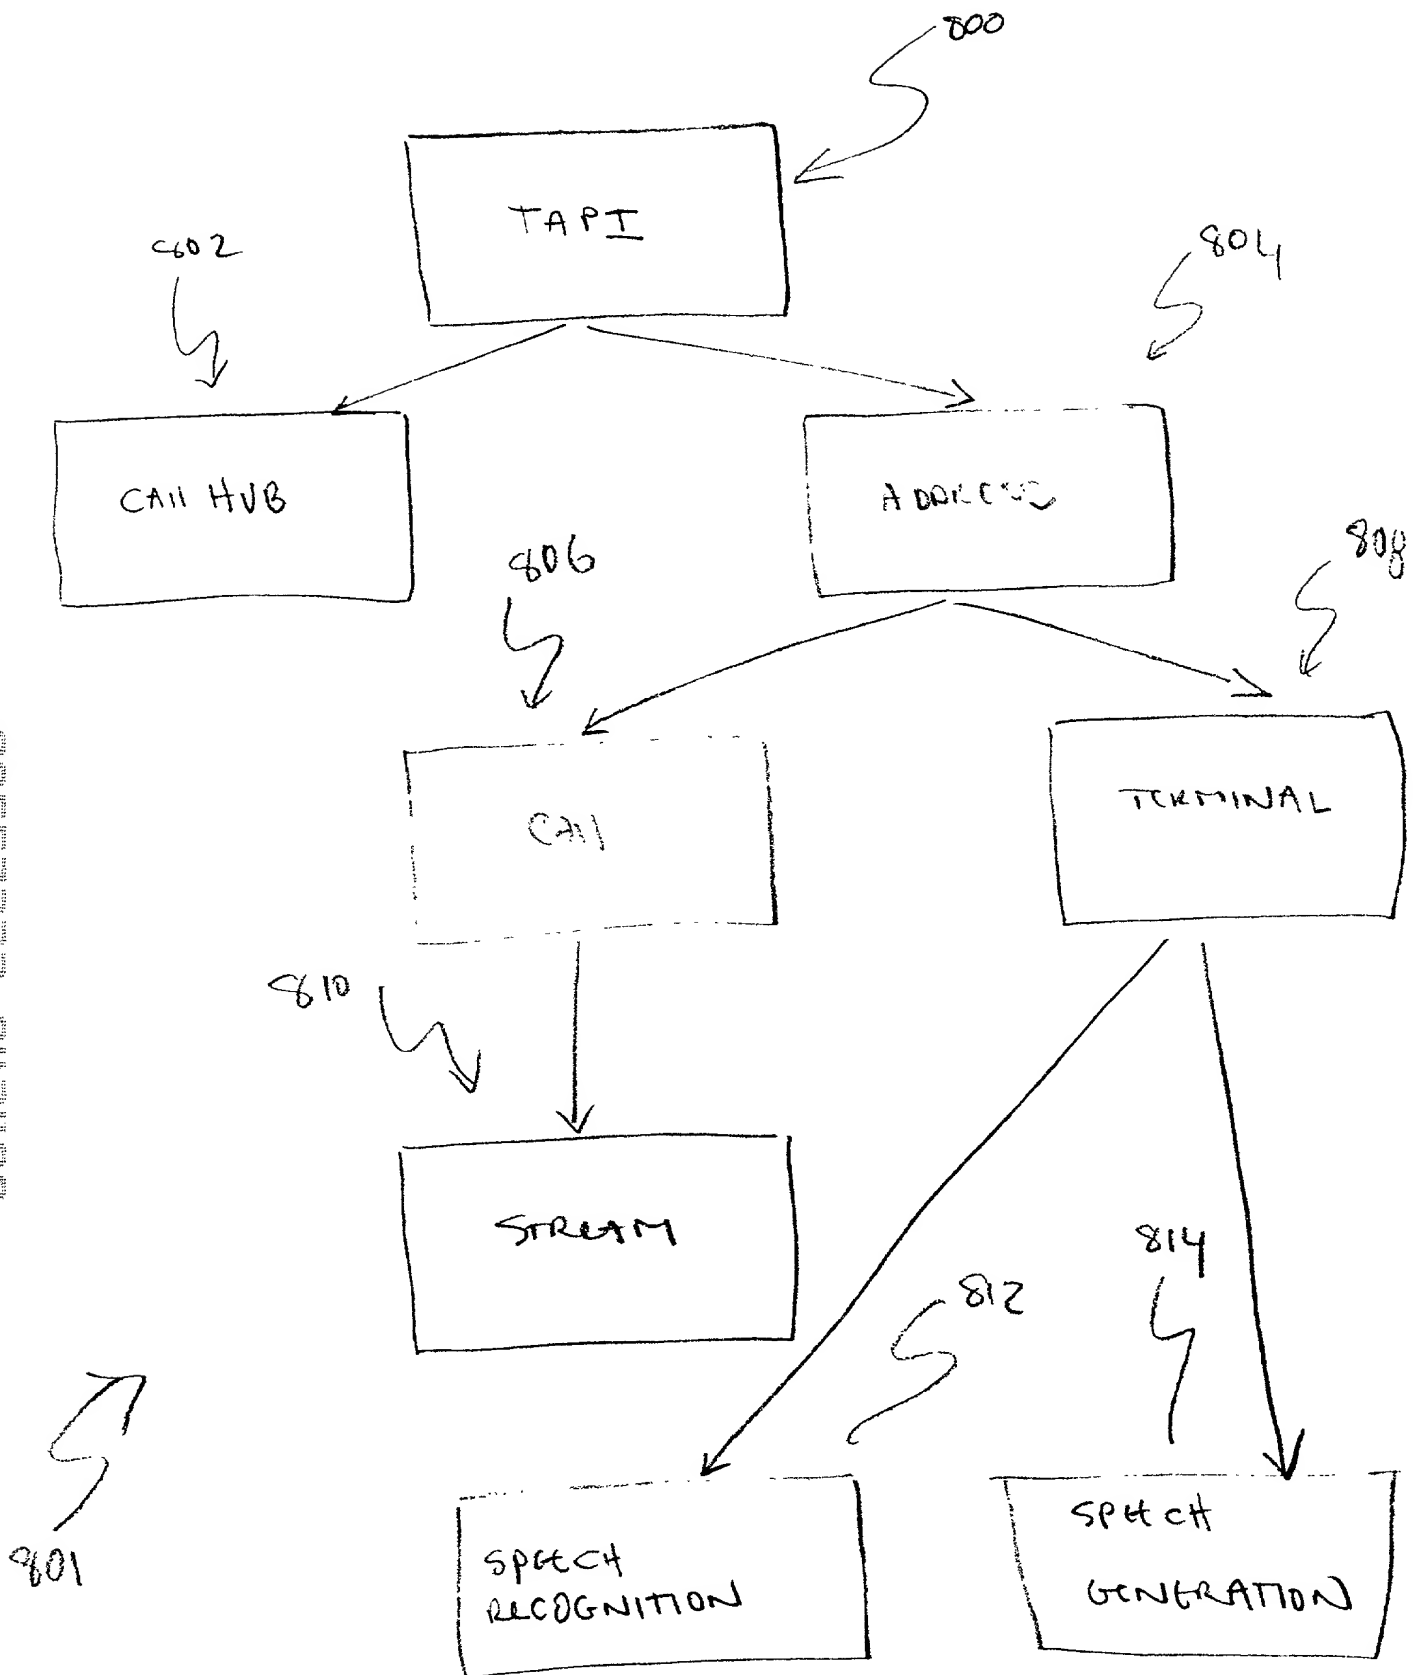 800
TAPI
802
804
CAll HUB
ADDRESS
806
808
CAll
TERMINAL
810
STREAM
814
812
801
SPEECH
RECOGNITION
SPEECH
GENERATION